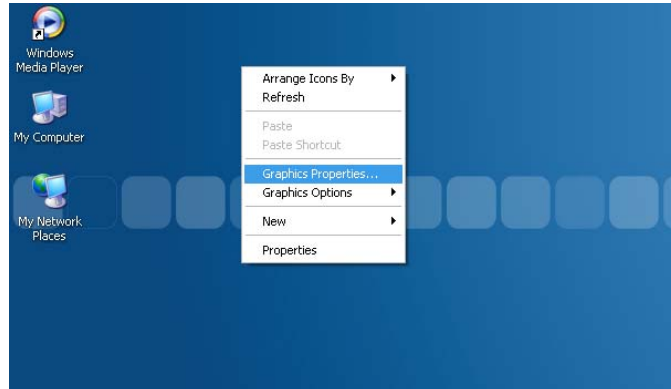 Windows
Media Player
My Computer
My Network
Places
Arrange Icons By
Refresh
Paste
Paste Shortcut
Graphics Properties...
Graphics Options
New
Properties